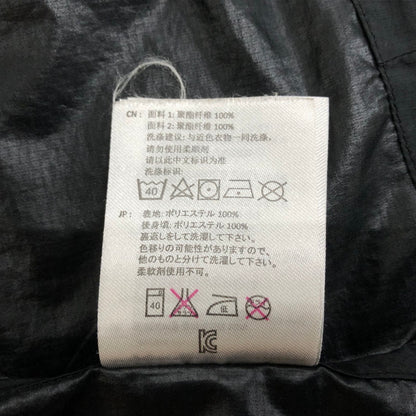 CN： 面料 1: 聚酯纤维 100%
面料 2: 聚酯纤维 100%
洗涤建议: 与近色衣物一同洗涤。
请勿使用柔顺剂
请以此中文标识为准
洗涤标识:
40
JP： 表地: ポリエステル 100%
後身頃: ポリエステル 100%
裏返しをして洗濯して下さい。
色移りの可能性がありますので、
他のものと分けて洗濯して下さい。
柔軟剤使用不可。
40 低